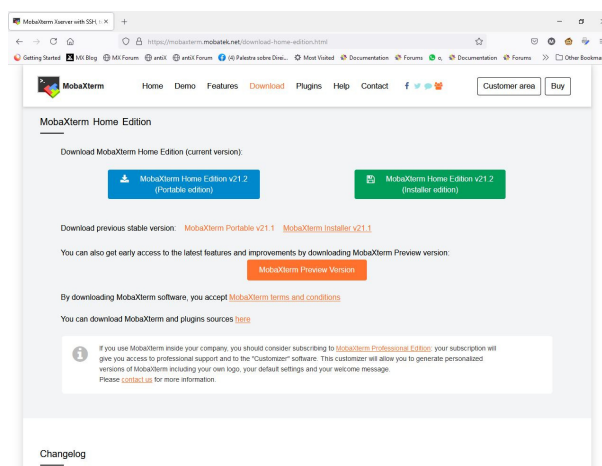 MobaXterm Xserver with SSH, t
https://mobaxterm.mobatek.net/download-home-edition.html
Getting Started MX Blog MX Forum antiX antiX Forum (4) Palestra sobre Direi... Most Visited Documentation Forums o, Documentation Forums Other Bookma
MobaXterm Home Demo Features Download Plugins Help Contact Customer area Buy
MobaXterm Home Edition
Download MobaXterm Home Edition (current version):
MobaXterm Home Edition v21.2
(Portable edition)
MobaXterm Home Edition v21.2
(Installer edition)
Download previous stable version: MobaXterm Portable v21.1 MobaXterm Installer v21.1
You can also get early access to the latest features and improvements by downloading MobaXterm Preview version:
MobaXterm Preview Version
By downloading MobaXterm software, you accept MobaXterm terms and conditions
You can download MobaXterm and plugins sources here
If you use MobaXterm inside your company, you should consider subscribing to MobaXterm Professional Edition: your subscription will
give you access to professional support and to the "Customizer" software. This customizer will allow you to generate personalized
versions of MobaXterm including your own logo, your default settings and your welcome message.
Please contact us for more information.
Changelog